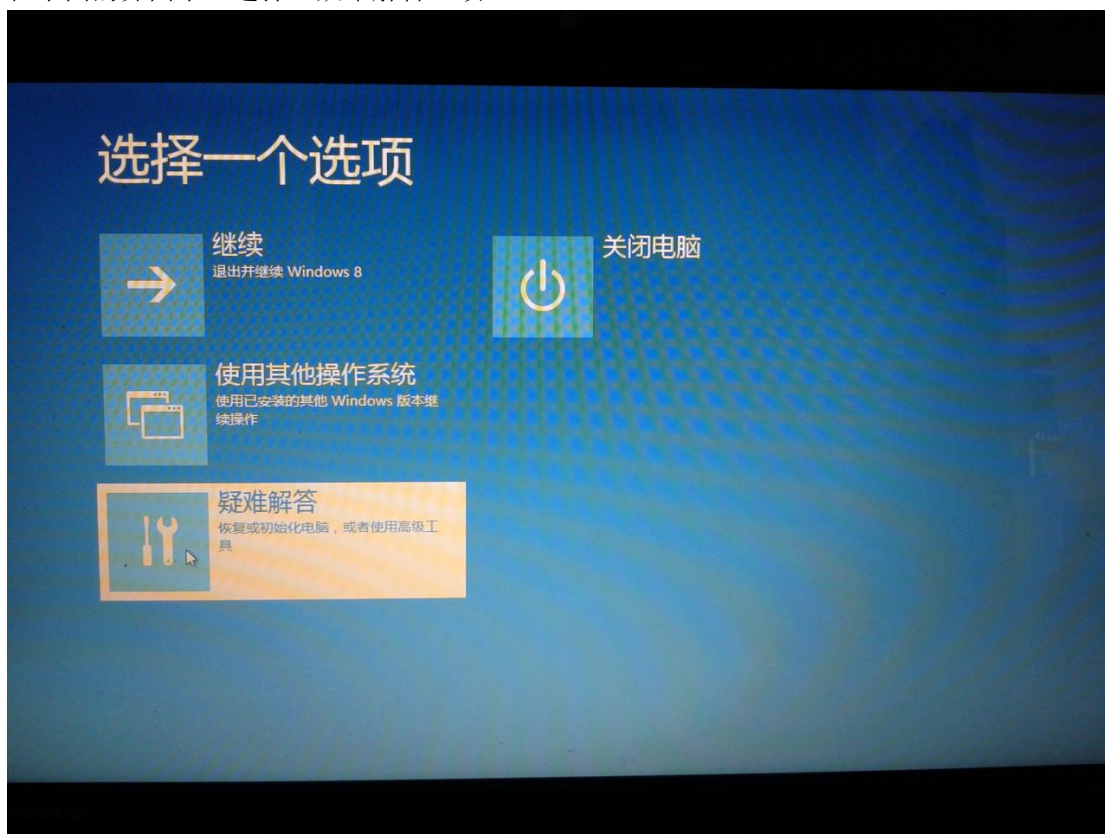 选择一个选项
继续
退出并继续 Windows 8
关闭电脑
使用其他操作系统
使用已安装的其他 Windows 版本继
续操作
疑难解答
恢复或初始化电脑，或者使用高级工
具